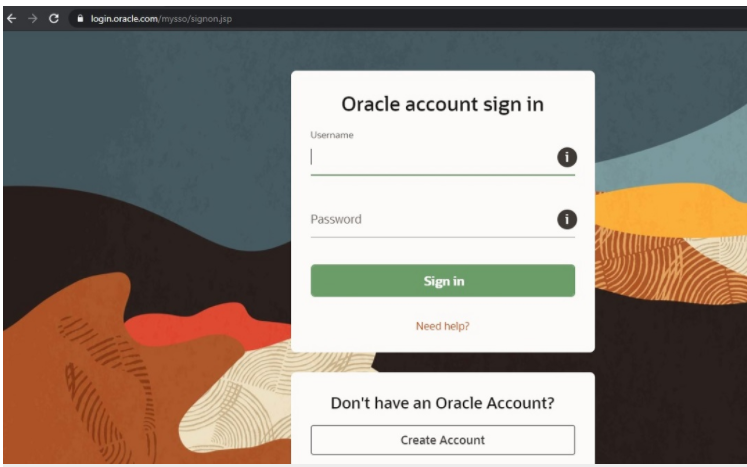 login.oracle.com/mysso/signon.jsp
Oracle account sign in
Username
Password
Sign in
Need help?
Don't have an Oracle Account?
Create Account